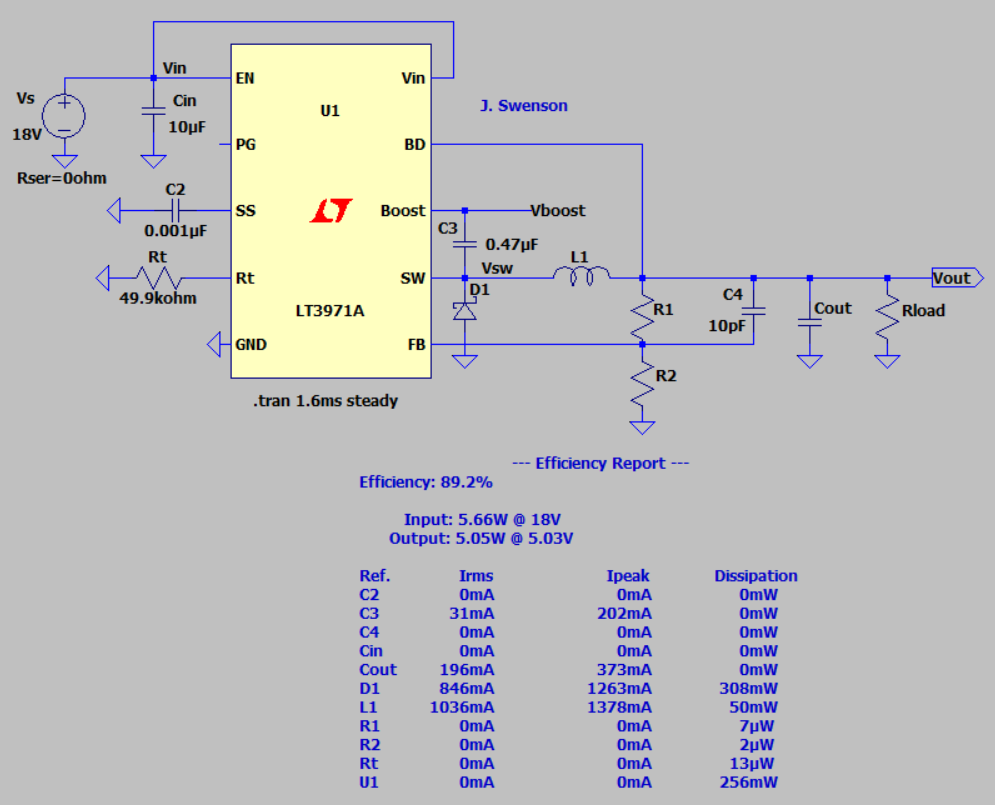 Vin
EN
Vin
Vs
Cin
U1
J. Swenson
18V
10µF
PG
BD
Rser=0ohm
C2
SS
Boost
Vboost
0.001µF
C3
0.47µF
Rt
Vsw
L1
Rt
SW
Vout
49.9kohm
D1
C4
R1
Cout
Rload
LT3971A
10pF
GND
FB
R2
.tran 1.6ms steady
--- Efficiency Report ---
Efficiency: 89.2%
Input: 5.66W @ 18V
Output: 5.05W @ 5.03V
Ref. Irms Ipeak Dissipation
C2 0mA 0mA 0mW
C3 31mA 202mA 0mW
C4 0mA 0mA 0mW
Cin 0mA 0mA 0mW
Cout 196mA 373mA 0mW
D1 846mA 1263mA 308mW
L1 1036mA 1378mA 50mW
R1 0mA 0mA 7µW
R2 0mA 0mA 2µW
Rt 0mA 0mA 13µW
U1 0mA 0mA 256mW